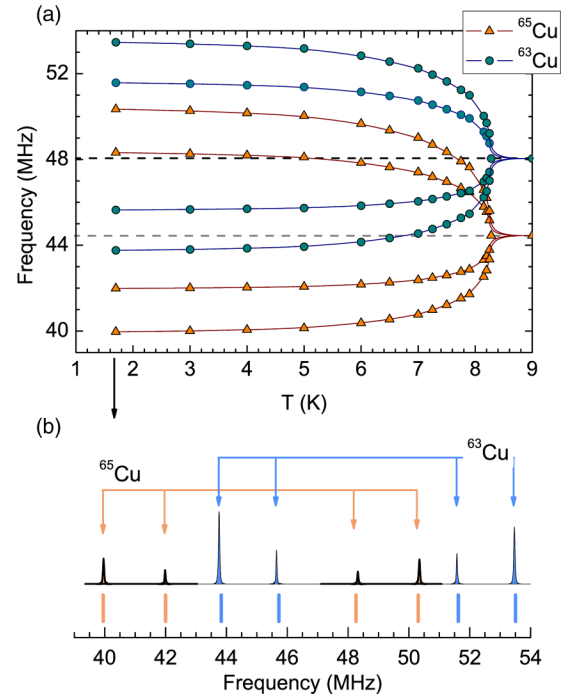 (a)
⁶⁵Cu
⁶³Cu
52
48
44
40
Frequency (MHz)
1 2 3 4 5 6 7 8 9
T (K)
(b)
⁶⁵Cu
⁶³Cu
40 42 44 46 48 50 52 54
Frequency (MHz)